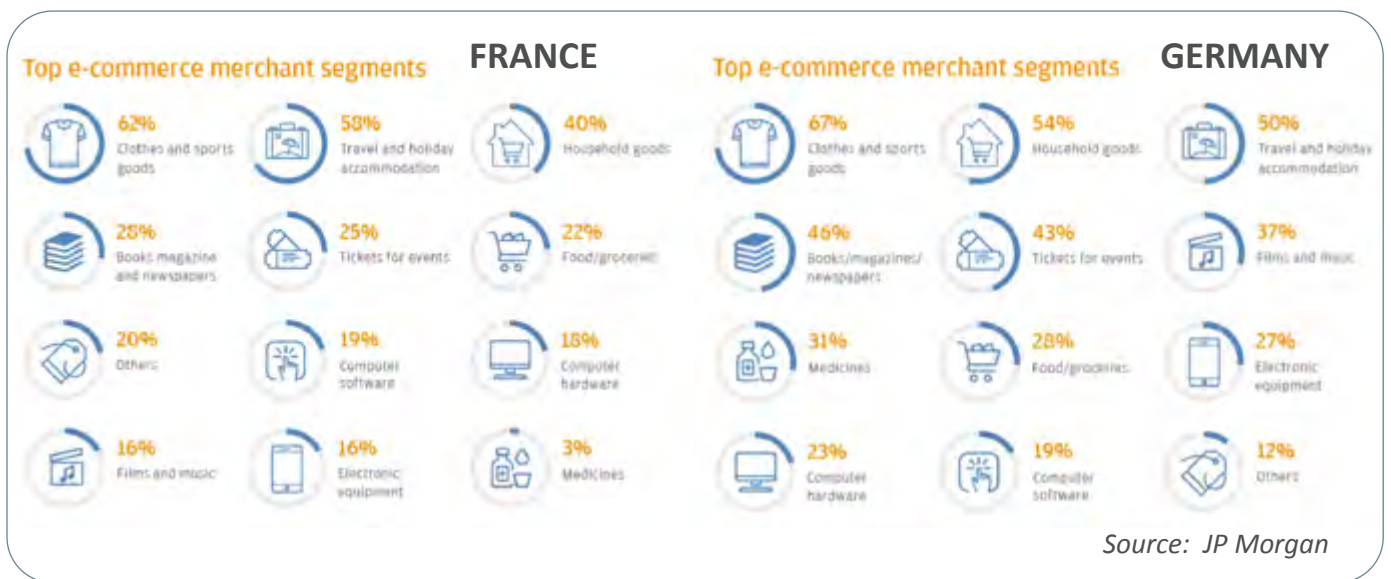 FRANCE
Top e-commerce merchant segments
62%
Clothes and sports
goods
58%
Travel and holiday
accommodation
40%
Household goods
28%
Books magazine
and newspapers
25%
Tickets for events
22%
Food/groceries
20%
Others
19%
Computer
software
18%
Computer
hardware
16%
Films and music
16%
Electronic
equipment
3%
Medicines
GERMANY
Top e-commerce merchant segments
67%
Clothes and sports
goods
54%
Household goods
50%
Travel and holiday
accommodation
46%
Books/magazines/
newspapers
43%
Tickets for events
37%
Films and music
31%
Medicines
28%
Food/groceries
27%
Electronic
equipment
23%
Computer
hardware
19%
Computer
software
12%
Others
Source: JP Morgan